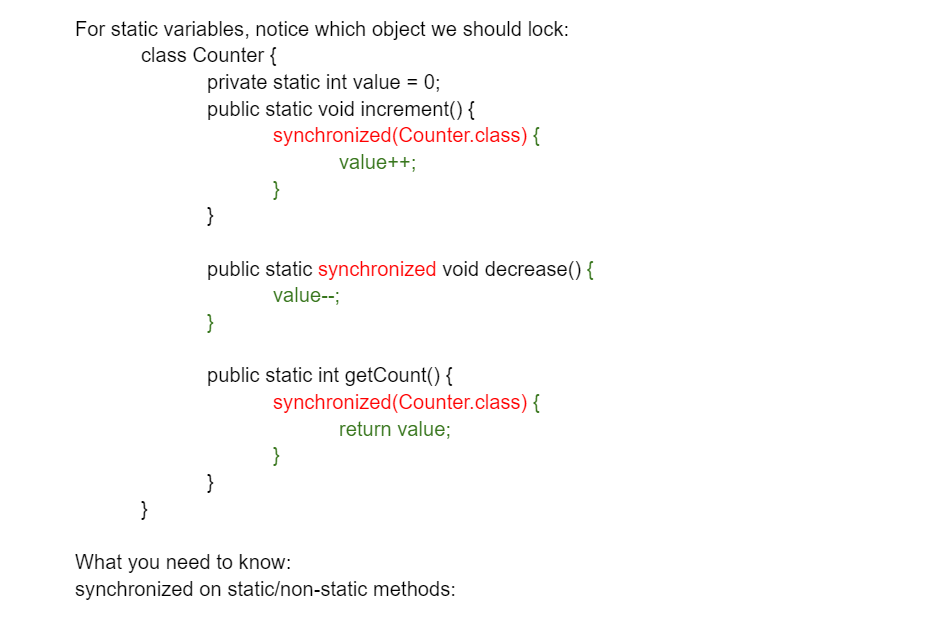 For static variables, notice which object we should lock:
class Counter {
private static int value = 0;
public static void increment() {
synchronized(Counter.class) {
value++;
}
}
public static synchronized void decrease() {
value--;
}
public static int getCount() {
synchronized(Counter.class) {
return value;
}
}
}
What you need to know:
synchronized on static/non-static methods: